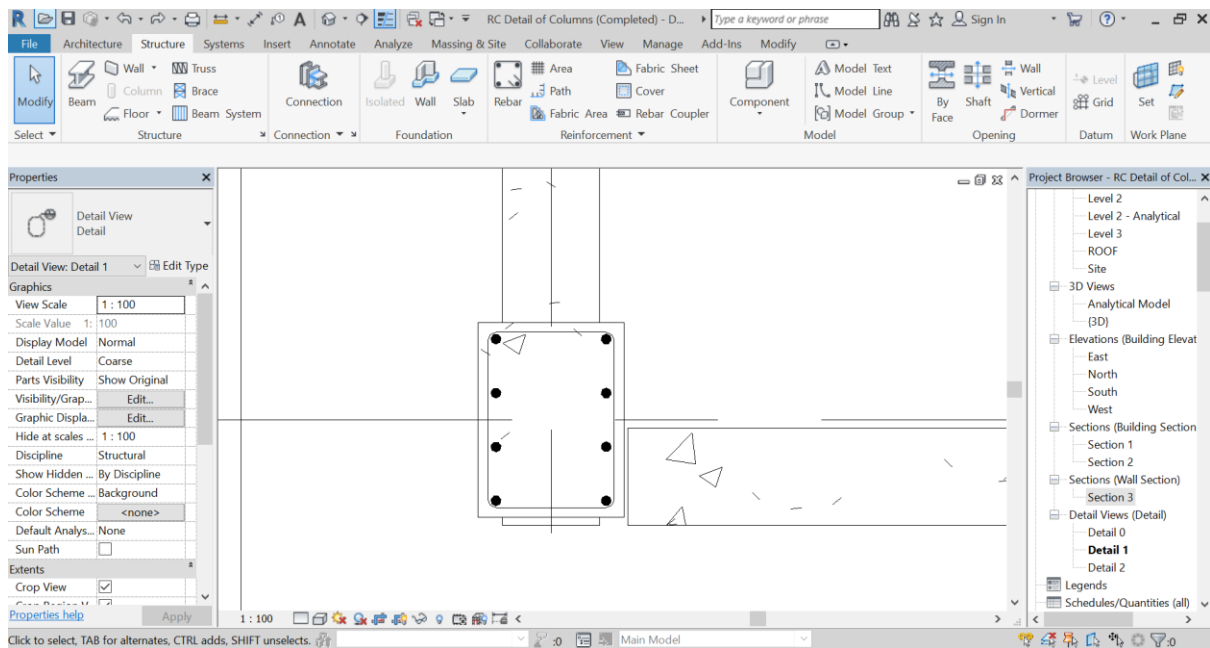 RC Detail of Columns (Completed) - D... Type a keyword or phrase Sign In
File Architecture Structure Systems Insert Annotate Analyze Massing & Site Collaborate View Manage Add-Ins Modify
Wall Truss Area Fabric Sheet Model Text Wall Level
Column Brace Path Cover Model Line Vertical
Modify Beam Connection Isolated Wall Slab Rebar Component By Face Shaft Grid Set
Floor Beam System Fabric Area Rebar Coupler Model Group Dormer
Select Structure Connection Foundation Reinforcement Model Opening Datum Work Plane
Properties
Detail View
Detail
Detail View: Detail 1 Edit Type
Graphics
View Scale 1 : 100
Scale Value 1: 100
Display Model Normal
Detail Level Coarse
Parts Visibility Show Original
Visibility/Grap... Edit...
Graphic Displa... Edit...
Hide at scales ... 1 : 100
Discipline Structural
Show Hidden ... By Discipline
Color Scheme ... Background
Color Scheme <none>
Default Analys... None
Sun Path
Extents
Crop View
Properties help Apply
1 : 100
Project Browser - RC Detail of Col...
Level 2
Level 2 - Analytical
Level 3
ROOF
Site
3D Views
Analytical Model
{3D}
Elevations (Building Elevat
East
North
South
West
Sections (Building Section
Section 1
Section 2
Sections (Wall Section)
Section 3
Detail Views (Detail)
Detail 0
Detail 1
Detail 2
Legends
Schedules/Quantities (all)
Click to select, TAB for alternates, CTRL adds, SHIFT unselects. :0 Main Model :0